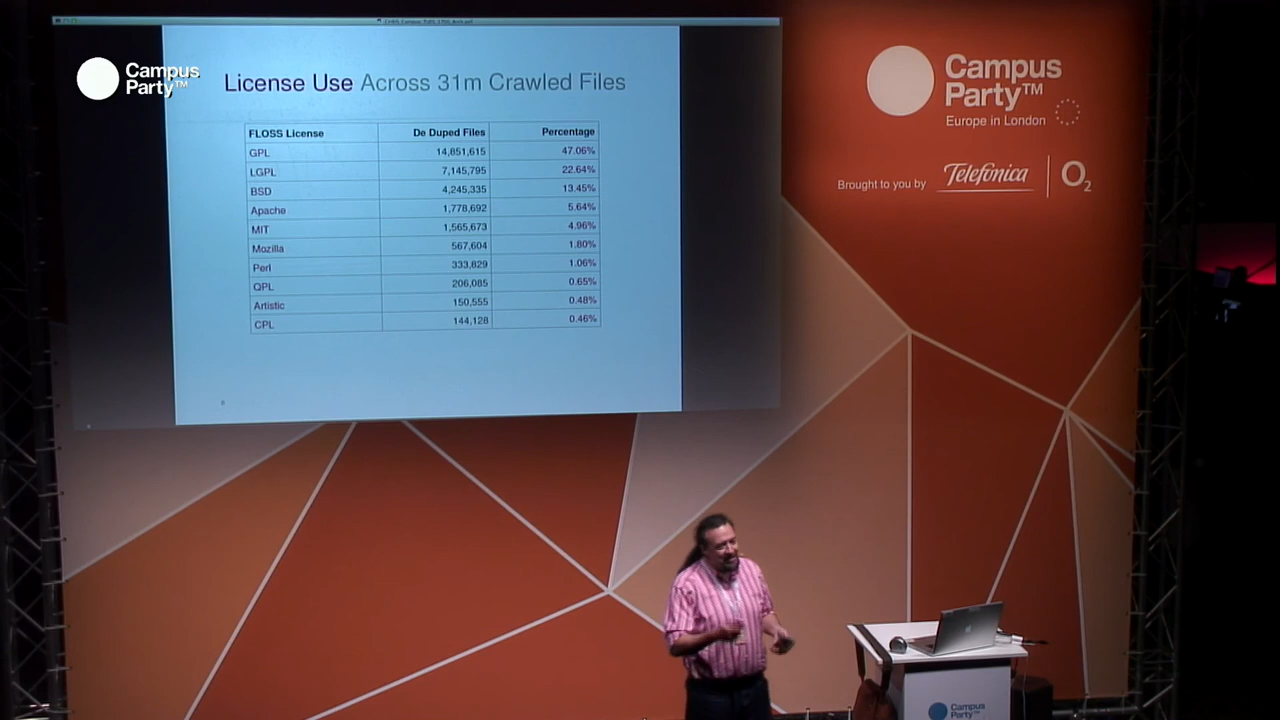 Campus
Party™
License Use Across 31m Crawled Files
FLOSS License De Duped Files Percentage
GPL 14,851,615 47.06%
LGPL 7,145,795 22.64%
BSD 4,245,335 13.45%
Apache 1,778,692 5.64%
MIT 1,565,673 4.96%
Mozilla 567,604 1.80%
Perl 333,829 1.06%
QPL 206,085 0.65%
Artistic 150,555 0.48%
CPL 144,128 0.46%
Campus
Party™
Europe in London
Brought to you by Telefónica O2
Campus
Party™